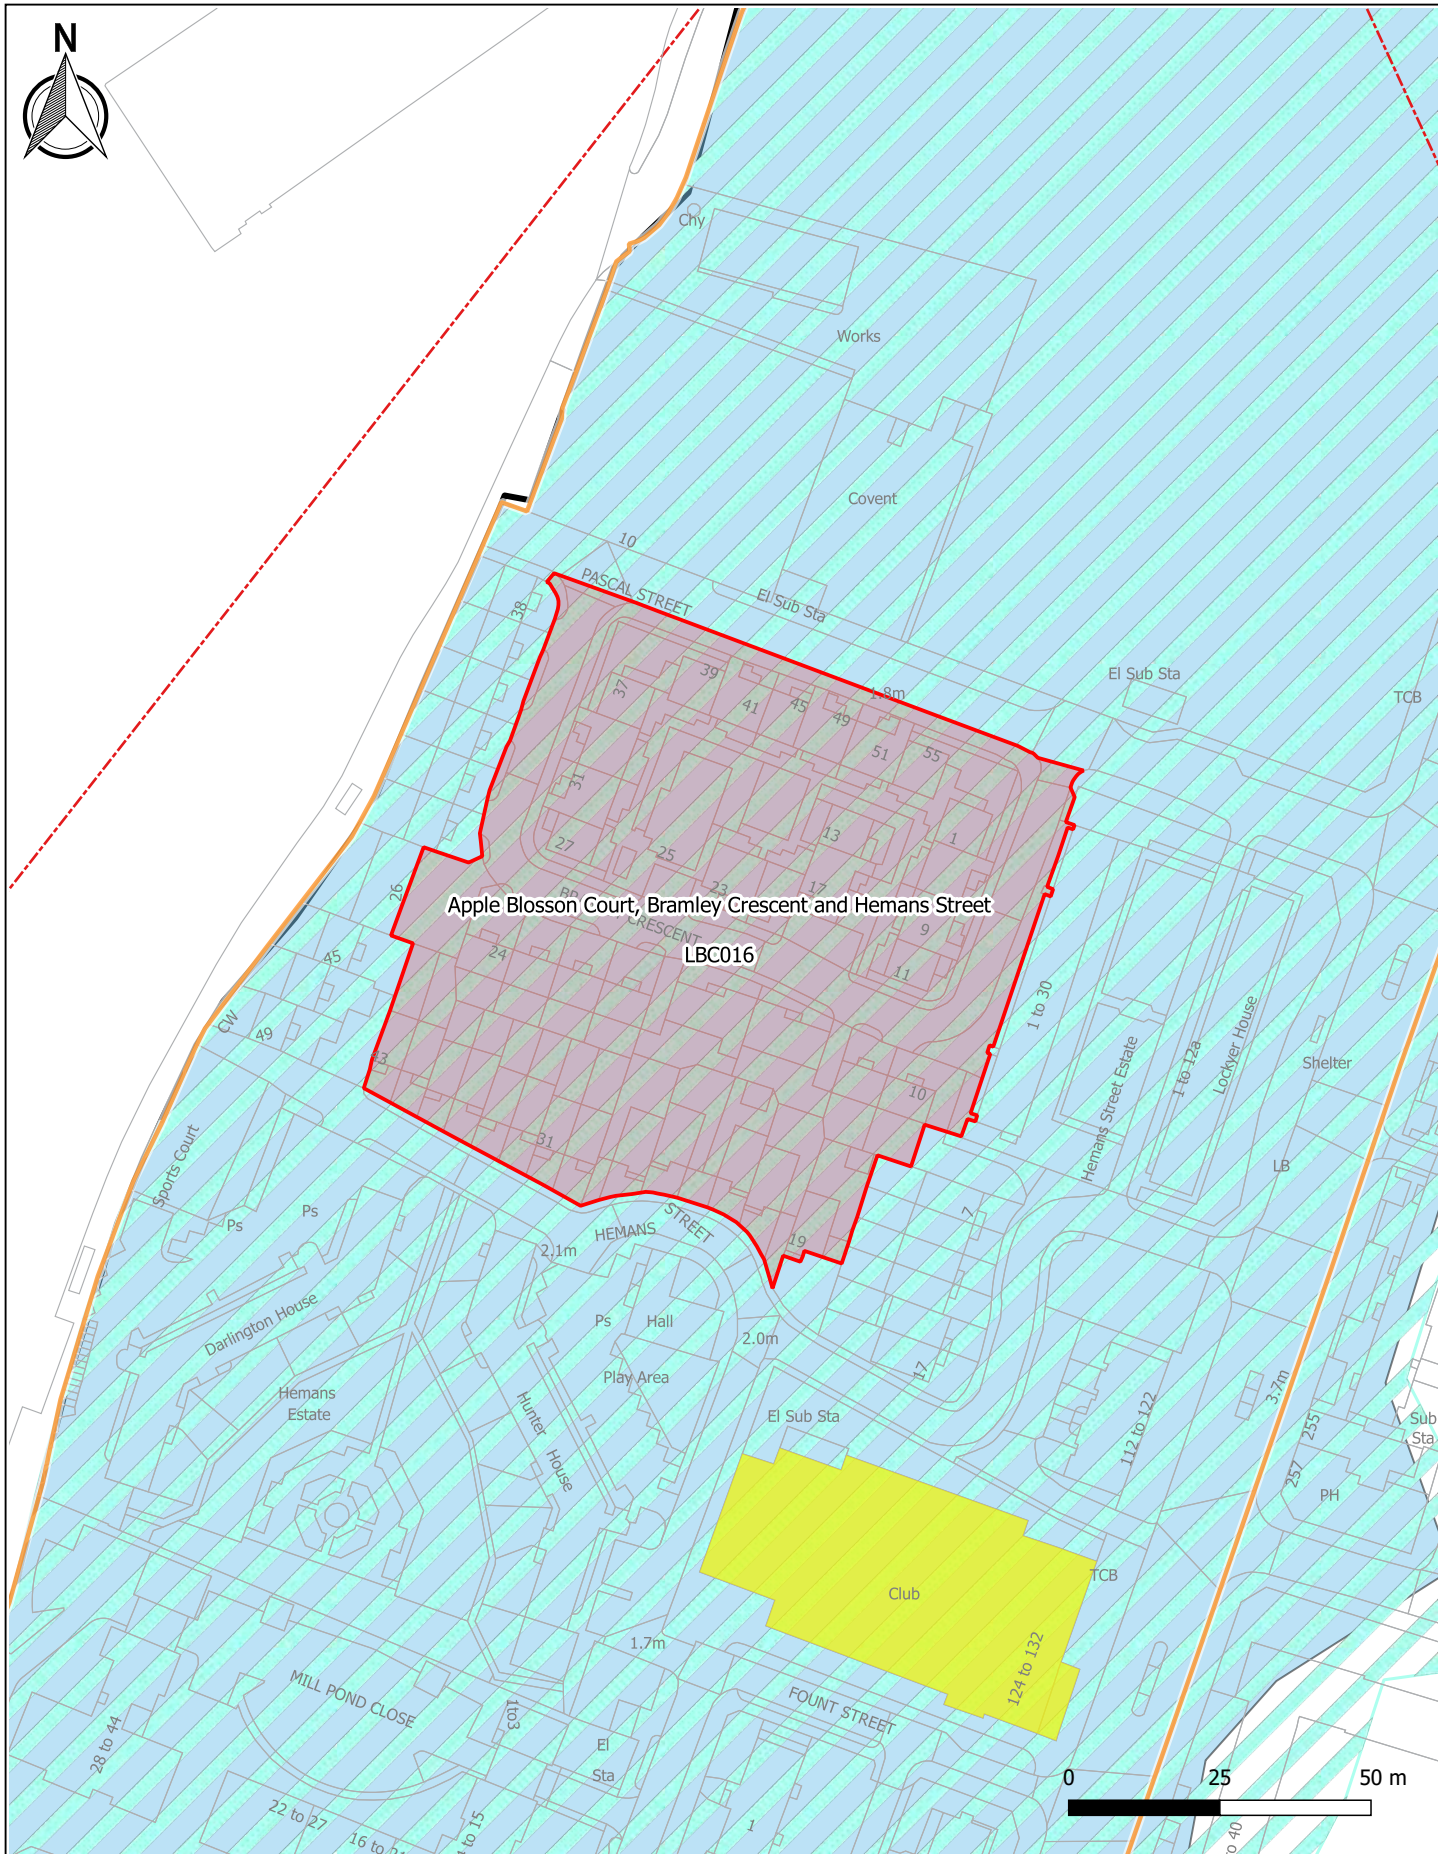 N
Chy
Works
Covent
10
PASCAL STREET
El Sub Sta
38
El Sub Sta
TCB
1.8m
39
37
41
45
49
51
55
31
13
1
27
25
23
17
26
Apple Blosson Court, Bramley Crescent and Hemans Street
CRESCENT
9
LBC016
24
45
11
1 to 30
CW
49
43
10
Hemans Street Estate
1 to 12a
Lockyer House
Shelter
31
LB
Sports Court
Ps
Ps
7
HEMANS
STREET
19
2.1m
Darlington House
Ps
Hall
2.0m
Play Area
17
Hemans
Estate
Hunter House
El Sub Sta
112 to 122
3.7m
255
Sub
Sta
257
PH
Club
TCB
1.7m
124 to 132
MILL POND CLOSE
FOUNT STREET
1to3
28 to 44
El
Sta
22 to 27
1
0 25 50 m